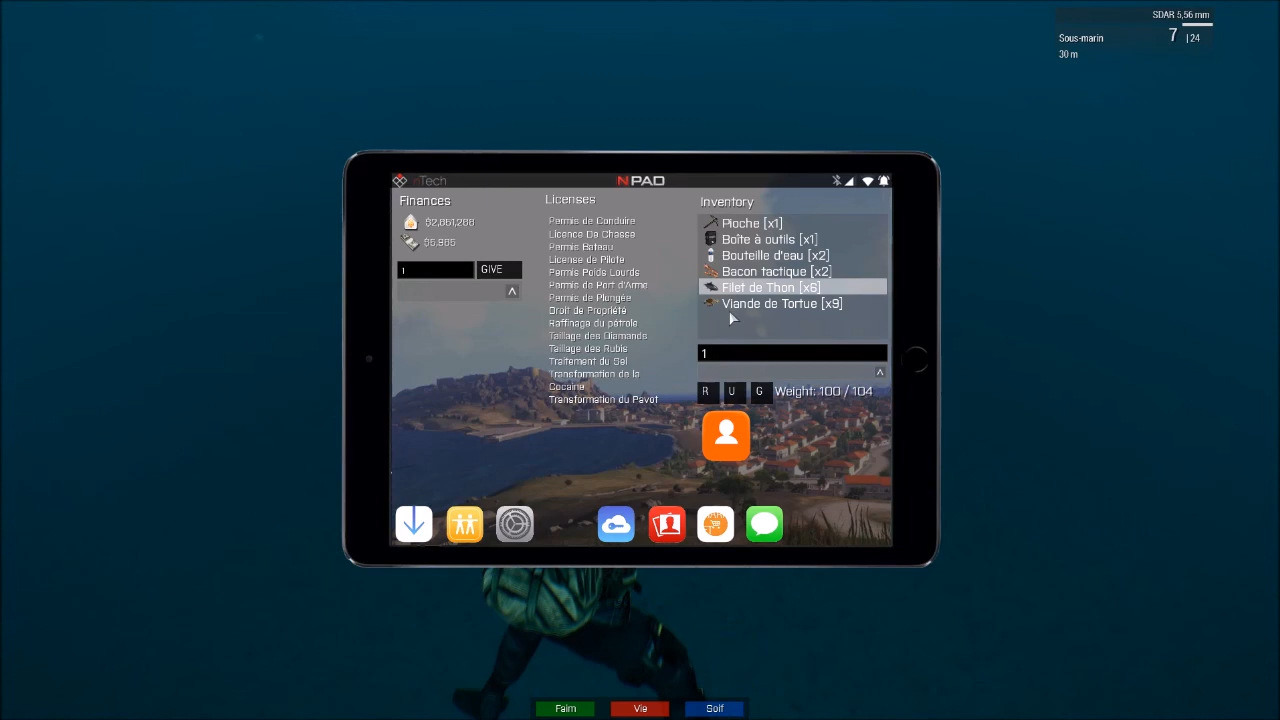 SDAR 5,56 mm
Sous-marin
7 | 24
30 m
nTech
NPAD
Finances
$2,861,266
$6,985
1
GIVE
Licenses
Permis de Conduire
Licence De Chasse
Permis Bateau
License de Pilote
Permis Poids Lourds
Permis de Port d'Arme
Permis de Plongée
Droit de Propriété
Raffinage du pétrole
Taillage des Diamands
Taillage des Rubis
Traitement du Sel
Transformation de la
Cocaine
Transformation du Pavot
Inventory
Pioche [x1]
Boîte à outils [x1]
Bouteille d'eau [x2]
Bacon tactique [x2]
Filet de Thon [x6]
Viande de Tortue [x9]
1
R U G Weight: 100 / 104
Faim
Vie
Soif